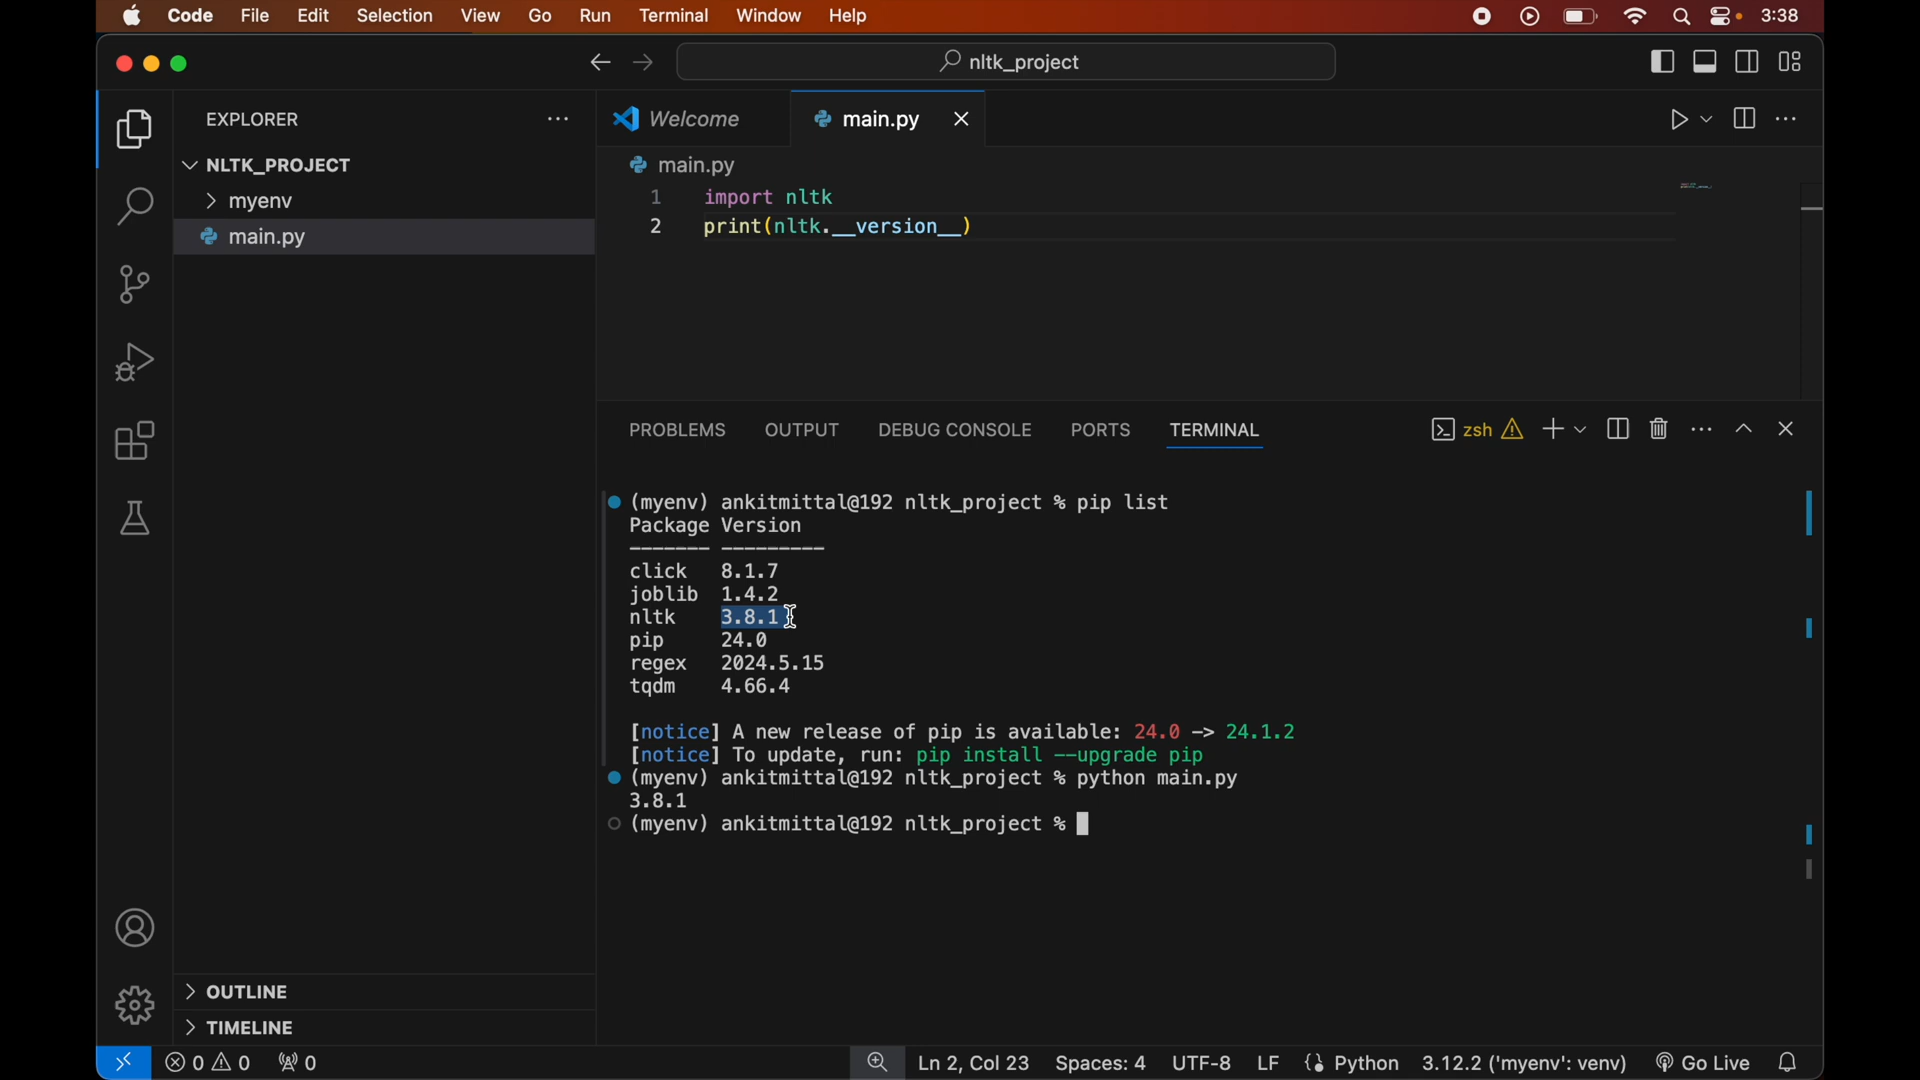 Code File Edit Selection View Go Run Terminal Window Help 3:38
nltk_project
EXPLORER
NLTK_PROJECT
myenv
main.py
Welcome main.py
main.py
1 import nltk
2 print(nltk.__version__)
PROBLEMS OUTPUT DEBUG CONSOLE PORTS TERMINAL zsh
(myenv) ankitmittal@192 nltk_project % pip list
Package Version
------- ---------
click 8.1.7
joblib 1.4.2
nltk 3.8.1
pip 24.0
regex 2024.5.15
tqdm 4.66.4
[notice] A new release of pip is available: 24.0 -> 24.1.2
[notice] To update, run: pip install --upgrade pip
(myenv) ankitmittal@192 nltk_project % python main.py
3.8.1
(myenv) ankitmittal@192 nltk_project %
OUTLINE
TIMELINE
0 0 0 Ln 2, Col 23 Spaces: 4 UTF-8 LF Python 3.12.2 ('myenv': venv) Go Live